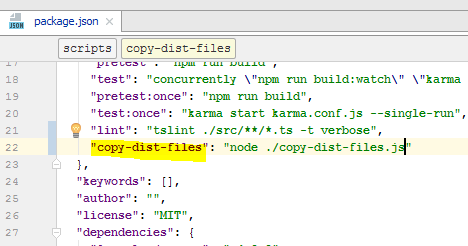 JSON package.json ×
scripts copy-dist-files
17 "pretest": "npm run build",
18 "test": "concurrently \"npm run build:watch\" \"karma
19 "pretest:once": "npm run build",
20 "test:once": "karma start karma.conf.js --single-run",
21 "lint": "tslint ./src/**/*.ts -t verbose",
22 "copy-dist-files": "node ./copy-dist-files.js"
23 },
24 "keywords": [],
25 "author": "",
26 "license": "MIT",
27 "dependencies": {